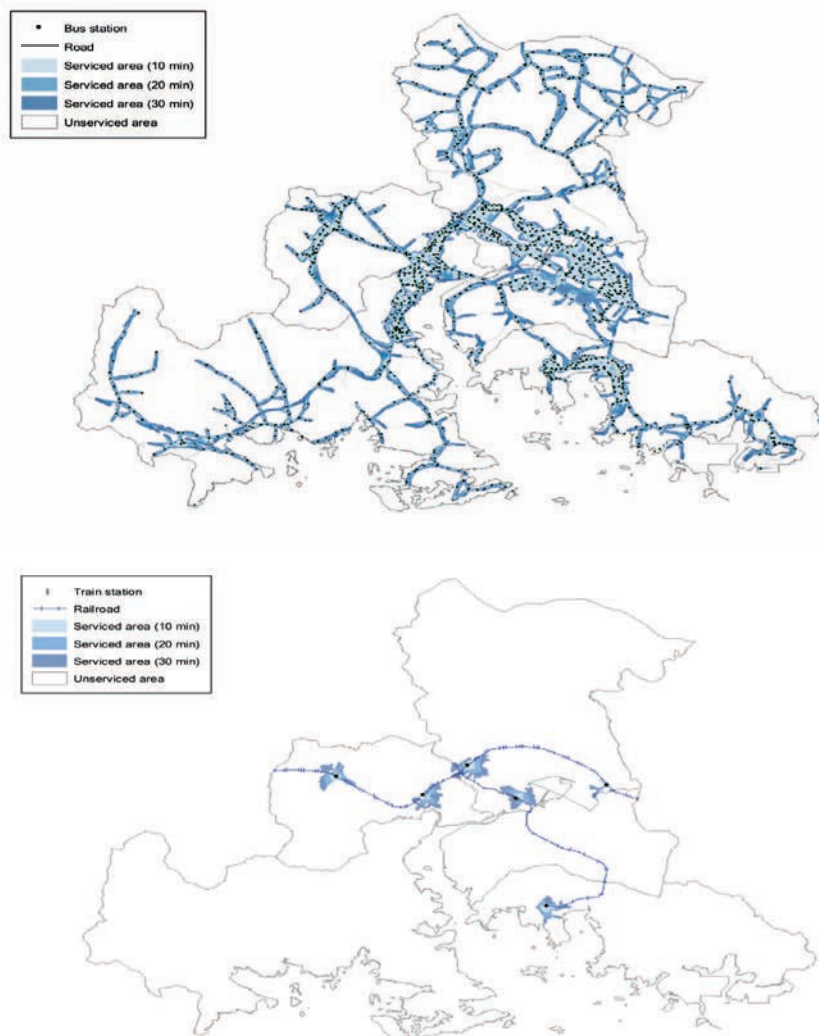 Bus station
Road
Serviced area (10 min)
Serviced area (20 min)
Serviced area (30 min)
Unserviced area
Train station
Railroad
Serviced area (10 min)
Serviced area (20 min)
Serviced area (30 min)
Unserviced area